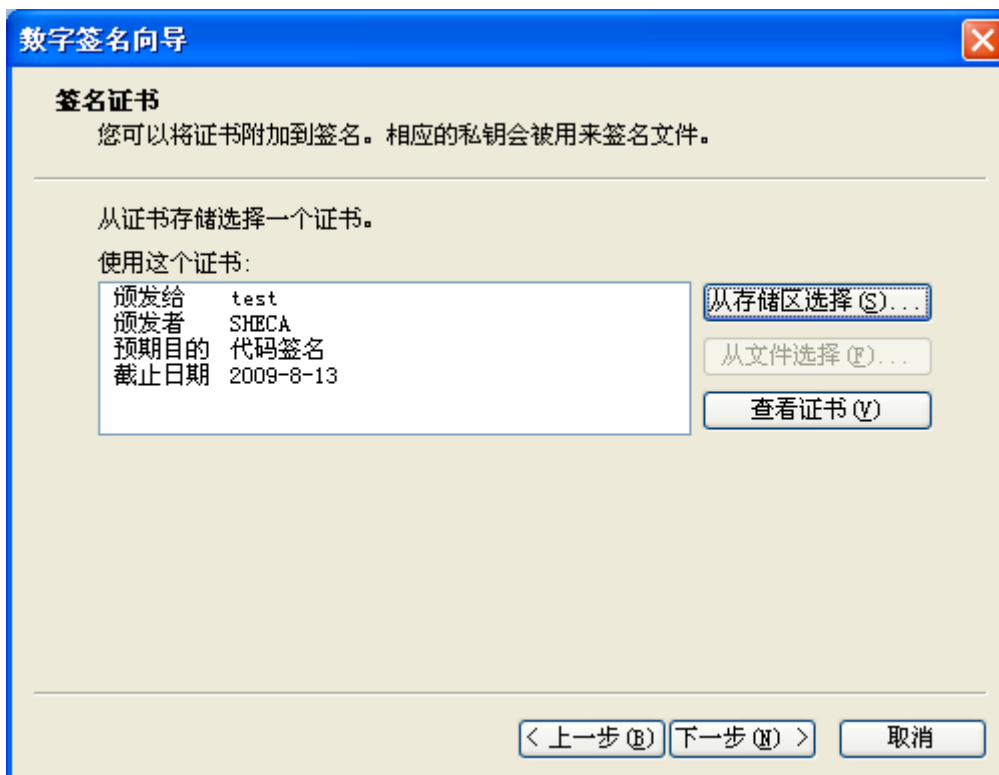 数字签名向导
签名证书
您可以将证书附加到签名。相应的私钥会被用来签名文件。
从证书存储选择一个证书。
使用这个证书:
颁发给 test
颁发者 SHECA
预期目的 代码签名
截止日期 2009-8-13
从存储区选择(S)...
从文件选择(F)...
查看证书(V)
< 上一步(B) 下一步(N) > 取消